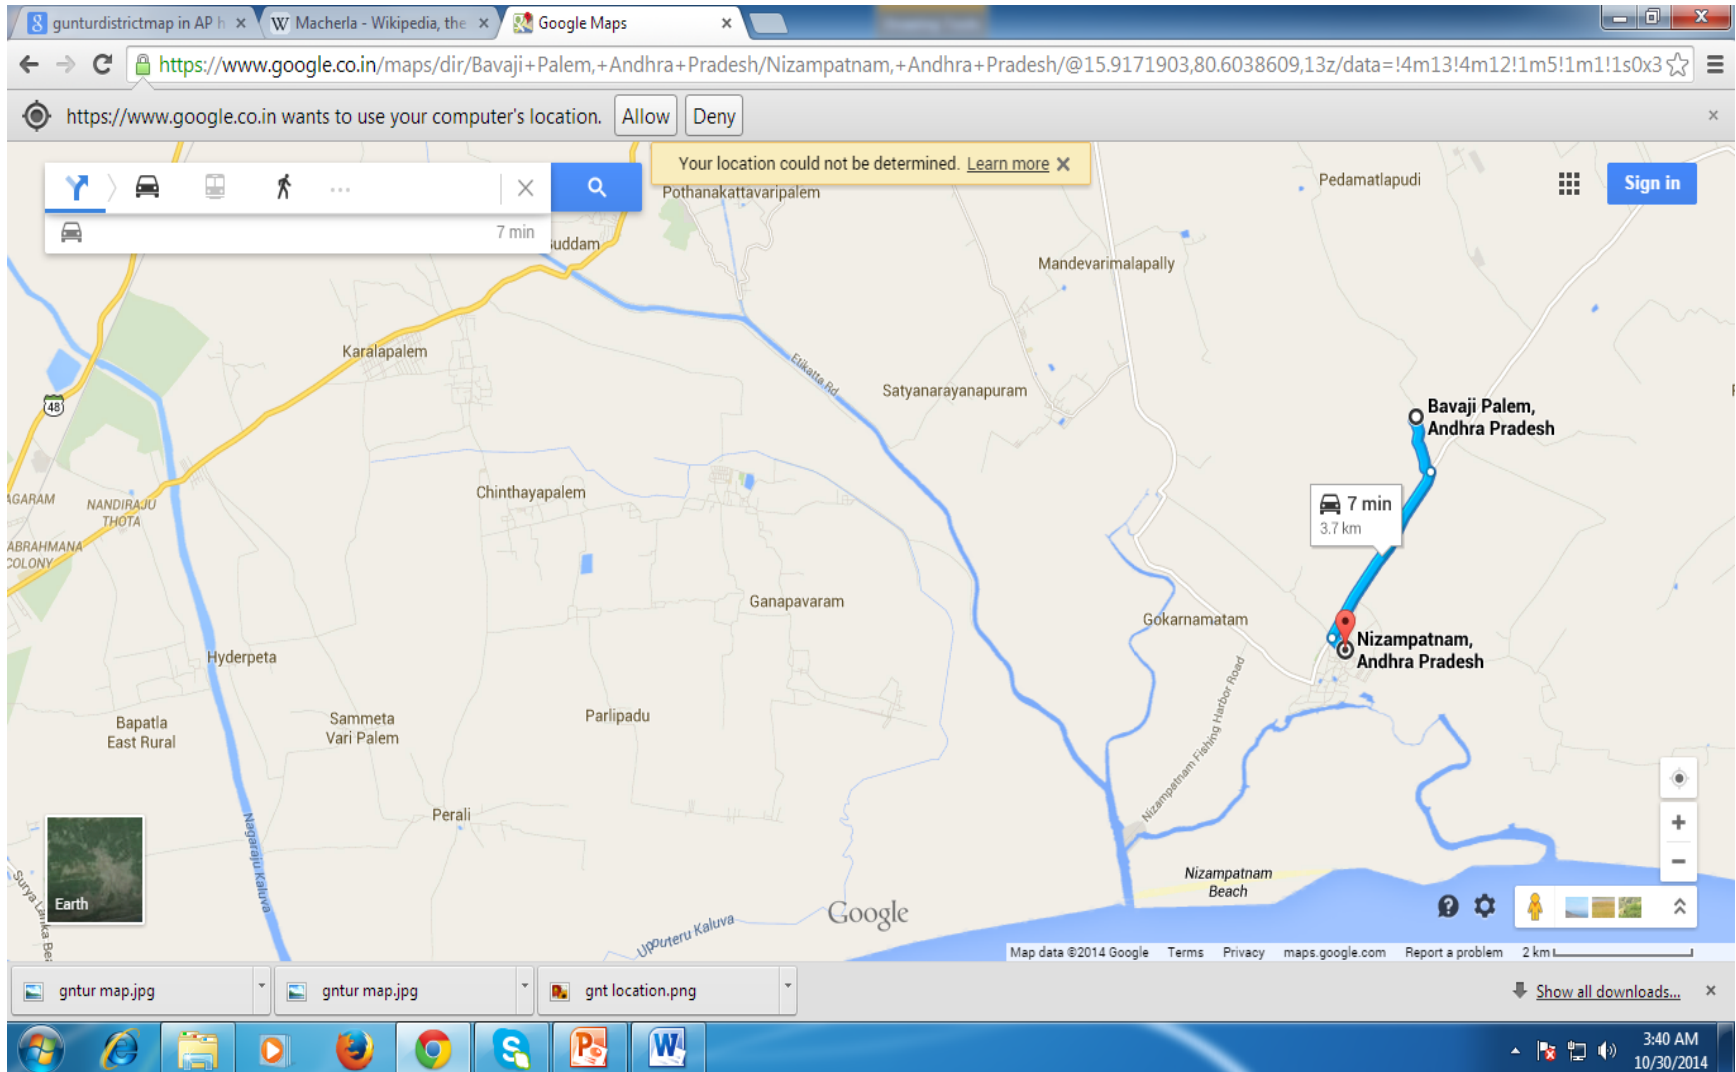 gunturdistrictmap in AP h
Macherla - Wikipedia, the
Google Maps
https://www.google.co.in/maps/dir/Bavaji+Palem,+Andhra+Pradesh/Nizampatnam,+Andhra+Pradesh/@15.9171903,80.6038609,13z/data=!4m13!4m12!1m5!1m1!1s0x3
https://www.google.co.in wants to use your computer's location. Allow Deny
Your location could not be determined. Learn more
Sign in
7 min
Pothanakattavaripalem
Pedamatlapudi
uddam
Mandevarimalapally
Karalapalem
Etikatta Rd
Satyanarayanapuram
48
Bavaji Palem,
Andhra Pradesh
AGARAM
NANDIRAJU
THOTA
Chinthayapalem
7 min
3.7 km
ABRAHMANA
COLONY
Ganapavaram
Gokarnamatam
Nizampatnam,
Andhra Pradesh
Hyderpeta
Nizampatnam Fishing Harbor Road
Bapatla
East Rural
Sammeta
Vari Palem
Parlipadu
Perali
Nagaraju Kaluva
Nizampatnam
Beach
Earth
Surya Lanka Bea
Upputeru Kaluva
Google
Map data ©2014 Google Terms Privacy maps.google.com Report a problem 2 km
gntur map.jpg
gntur map.jpg
gnt location.png
Show all downloads...
3:40 AM
10/30/2014